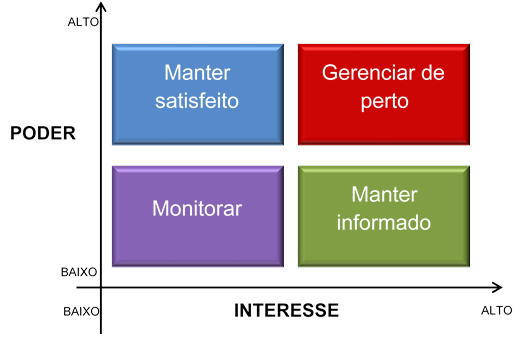 ALTO
Manter
satisfeito
Gerenciar de
perto
PODER
Monitorar
Manter
informado
BAIXO
BAIXO
INTERESSE
ALTO